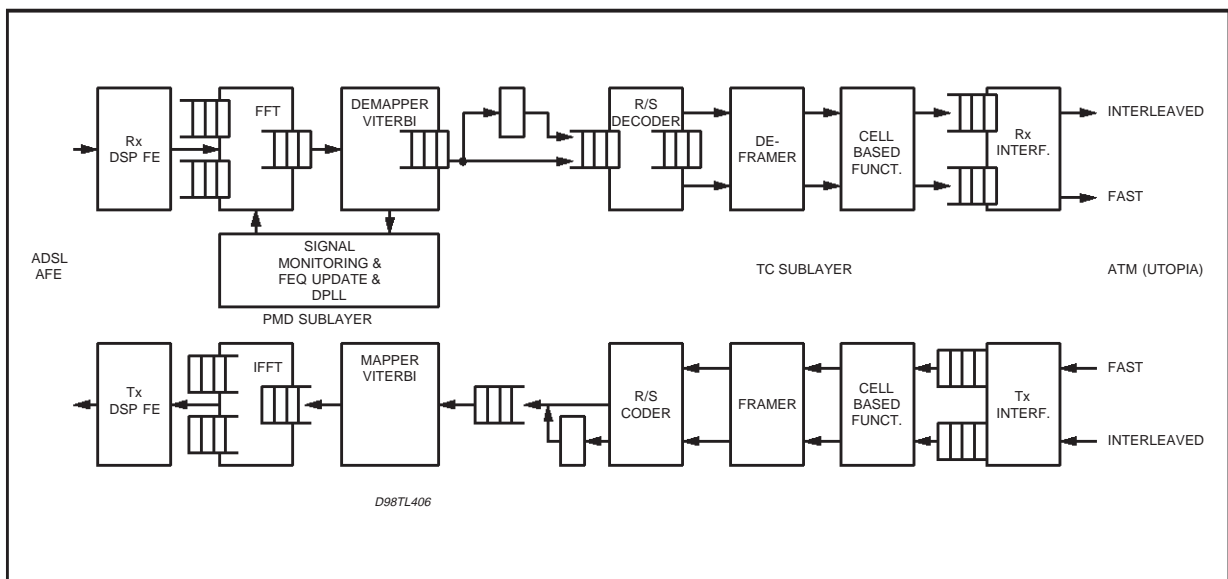 Rx
DSP FE
FFT
DEMAPPER
VITERBI
R/S
DECODER
DE-
FRAMER
CELL
BASED
FUNCT.
Rx
INTERF.
INTERLEAVED
FAST
SIGNAL
MONITORING &
FEQ UPDATE &
DPLL
ADSL
AFE
TC SUBLAYER
ATM (UTOPIA)
PMD SUBLAYER
Tx
DSP FE
IFFT
MAPPER
VITERBI
R/S
CODER
FRAMER
CELL
BASED
FUNCT.
Tx
INTERF.
FAST
INTERLEAVED
D98TL406